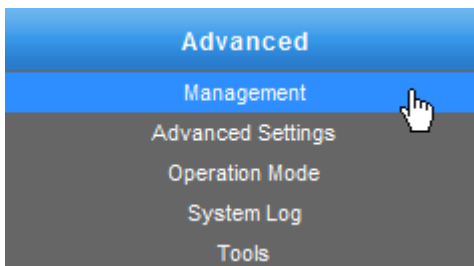 Advanced
Management
Advanced Settings
Operation Mode
System Log
Tools